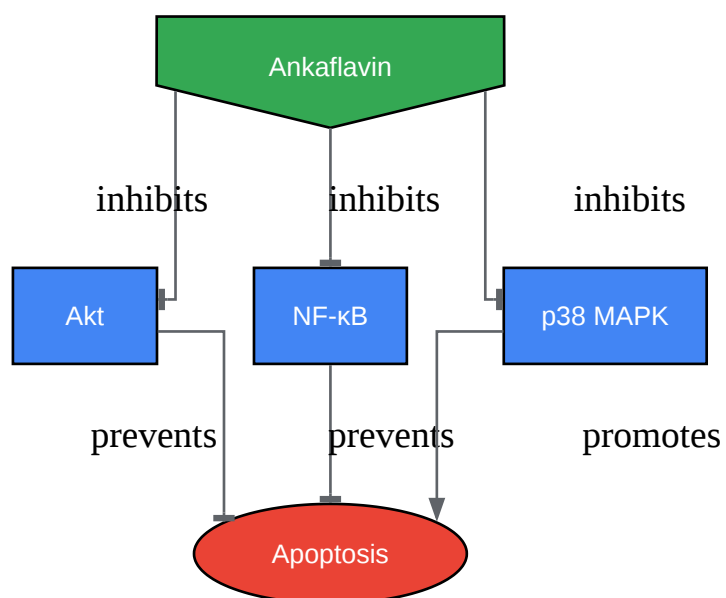 Ankaflavin
inhibits inhibits inhibits
Akt NF-κB p38 MAPK
prevents prevents promotes
Apoptosis